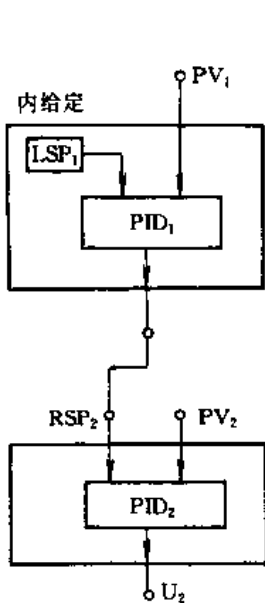 PV₁
内给定
LSP₁
PID₁
RSP₂ PV₂
PID₂
U₂